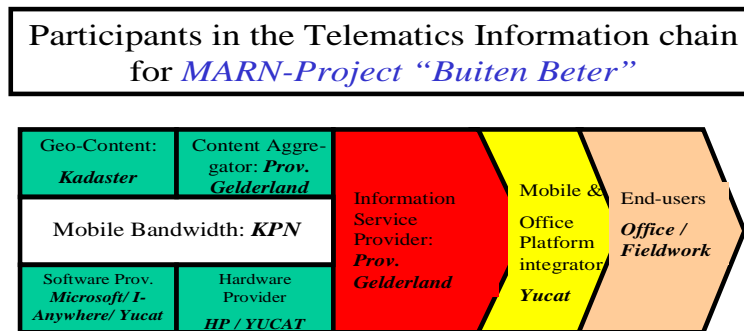 Participants in the Telematics Information chain
for MARN-Project “Buiten Beter”
Geo-Content:
Kadaster
Content Aggre-
gator: Prov.
Gelderland
Mobile Bandwidth: KPN
Software Prov.
Microsoft/ I-
Anywhere/ Yucat
Hardware
Provider
HP / YUCAT
Information
Service
Provider:
Prov.
Gelderland
Mobile &
Office
Platform
integrator
Yucat
End-users
Office /
Fieldwork